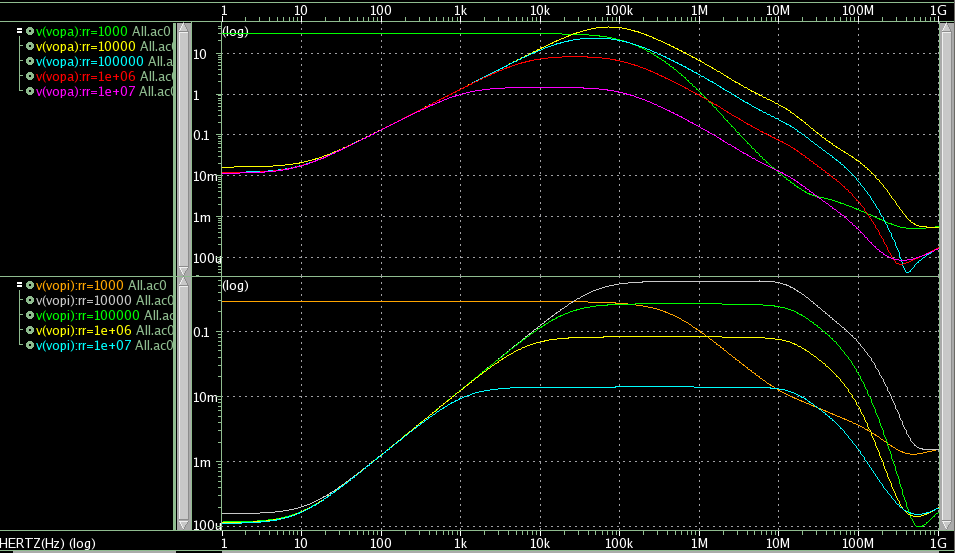 1 10 100 1k 10k 100k 1M 10M 100M 1G
v(vopa):rr=1000 All.ac0
v(vopa):rr=10000 All.ac0
v(vopa):rr=100000 All.a
v(vopa):rr=1e+06 All.ac
v(vopa):rr=1e+07 All.ac
(log)
10
1
0.1
10m
1m
100u
v(vopi):rr=1000 All.ac0
v(vopi):rr=10000 All.ac0
v(vopi):rr=100000 All.ac
v(vopi):rr=1e+06 All.ac0
v(vopi):rr=1e+07 All.ac0
(log)
0.1
10m
1m
100u
HERTZ(Hz) (log)
1 10 100 1k 10k 100k 1M 10M 100M 1G